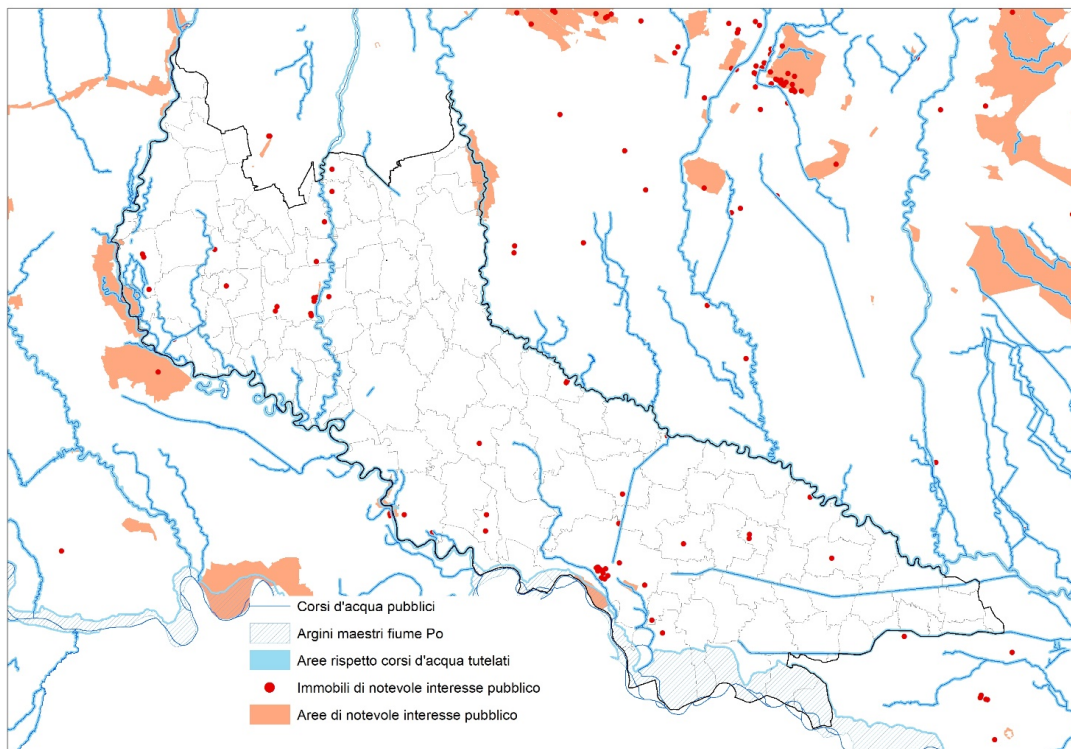 Corsi d'acqua pubblici
Argini maestri fiume Po
Aree rispetto corsi d'acqua tutelati
Immobili di notevole interesse pubblico
Aree di notevole interesse pubblico